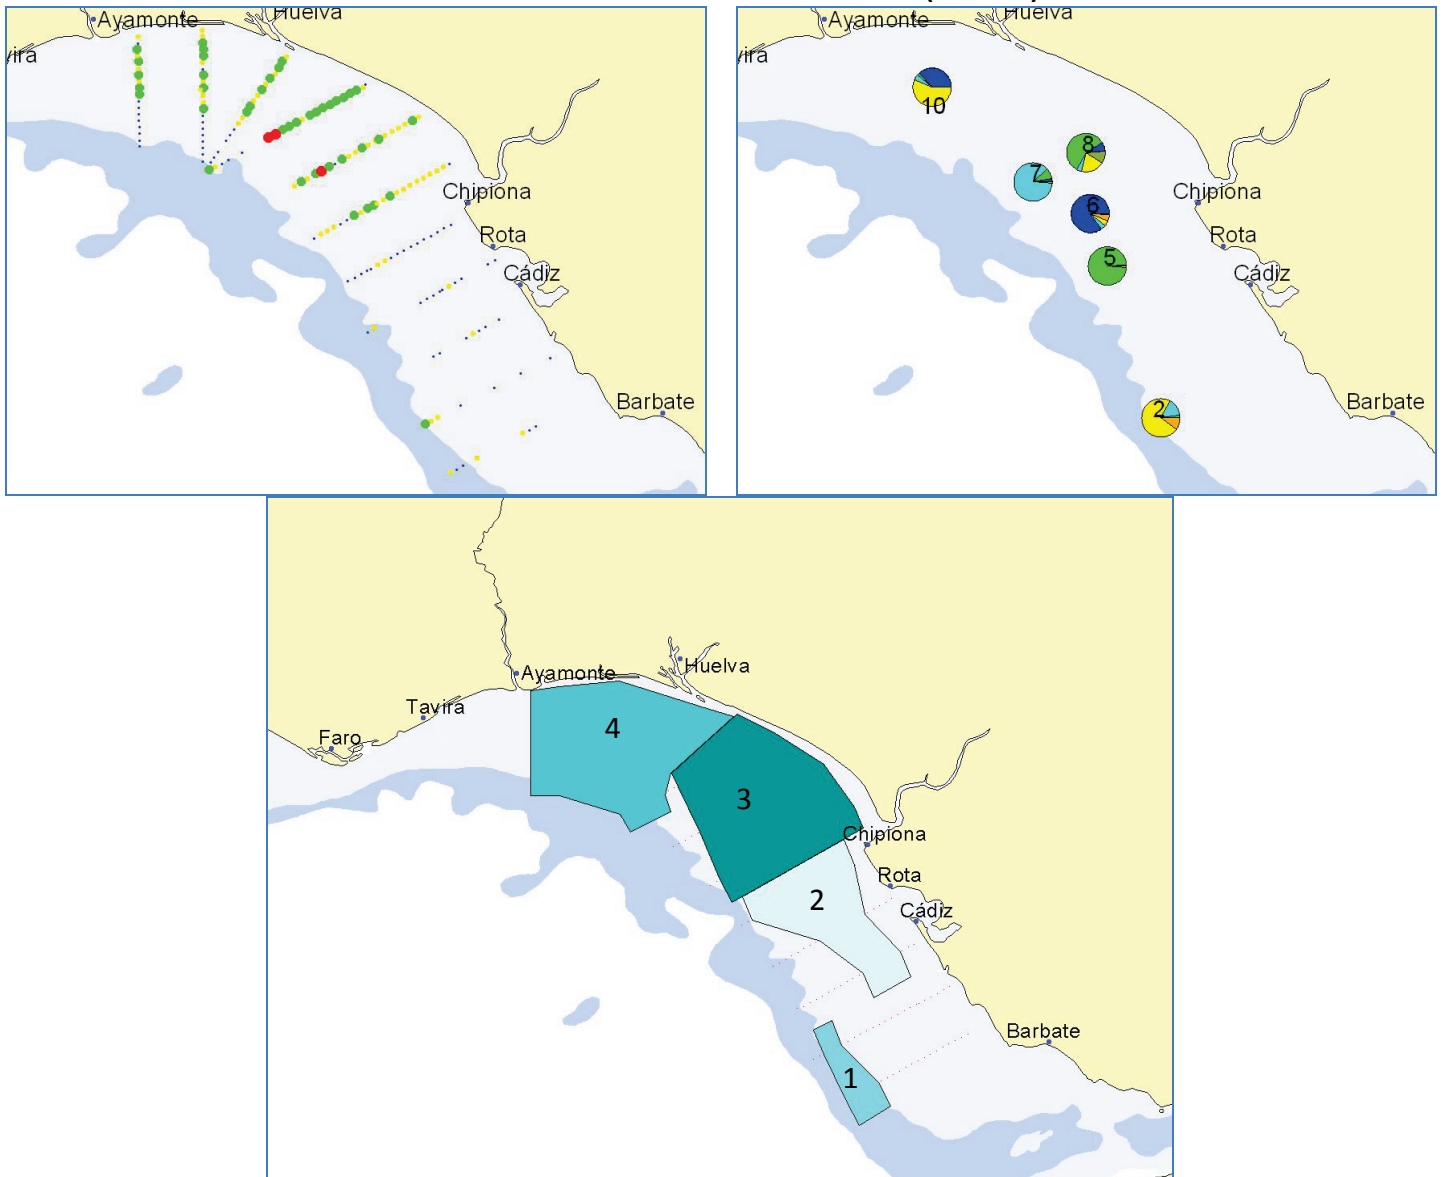 Ayamonte
Huelva
Chipiona
Rota
Cádiz
Barbate
Ayamonte
Huelva
10
8
7
6
5
2
Chipiona
Rota
Cádiz
Barbate
Ayamonte
Huelva
Tavira
Faro
4
3
Chipiona
2
Rota
Cádiz
Barbate
1